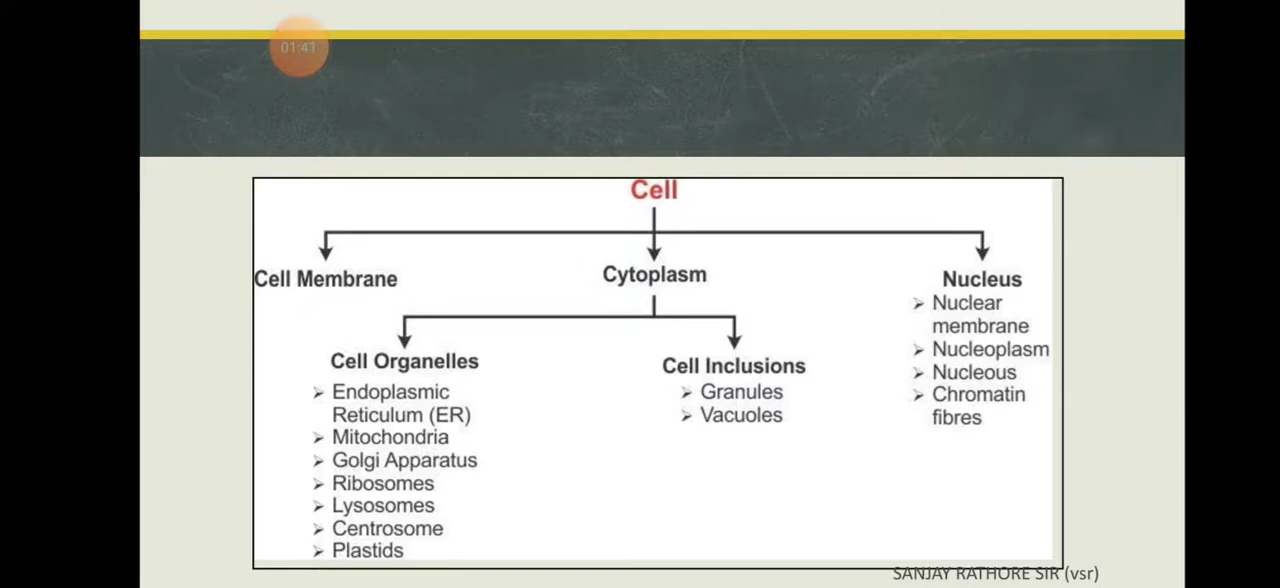 01:41
Cell
Cell Membrane
Cytoplasm
Nucleus
➢ Nuclear
membrane
➢ Nucleoplasm
➢ Nucleous
➢ Chromatin
fibres
Cell Organelles
➢ Endoplasmic
Reticulum (ER)
➢ Mitochondria
➢ Golgi Apparatus
➢ Ribosomes
➢ Lysosomes
➢ Centrosome
➢ Plastids
Cell Inclusions
➢ Granules
➢ Vacuoles
SANJAY RATHORE SIR (vsr)